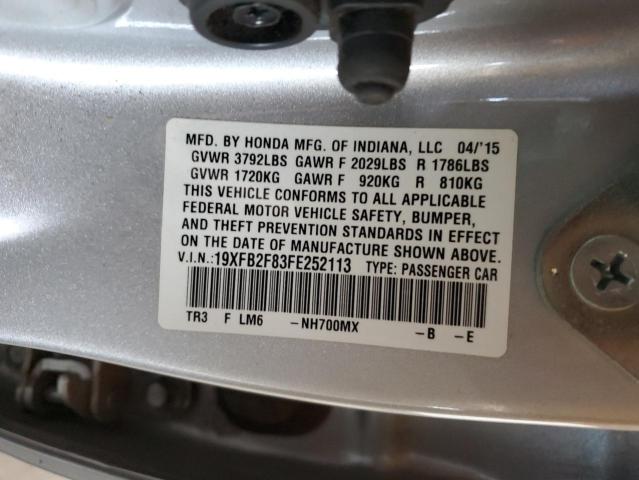 MFD. BY HONDA MFG. OF INDIANA, LLC 04/'15
GVWR 3792LBS GAWR F 2029LBS R 1786LBS
GVWR 1720KG GAWR F 920KG R 810KG
THIS VEHICLE CONFORMS TO ALL APPLICABLE
FEDERAL MOTOR VEHICLE SAFETY, BUMPER,
AND THEFT PREVENTION STANDARDS IN EFFECT
ON THE DATE OF MANUFACTURE SHOWN ABOVE.
V.I.N.:19XFB2F83FE252113 TYPE: PASSENGER CAR
TR3 F LM6 -NH700MX -B -E